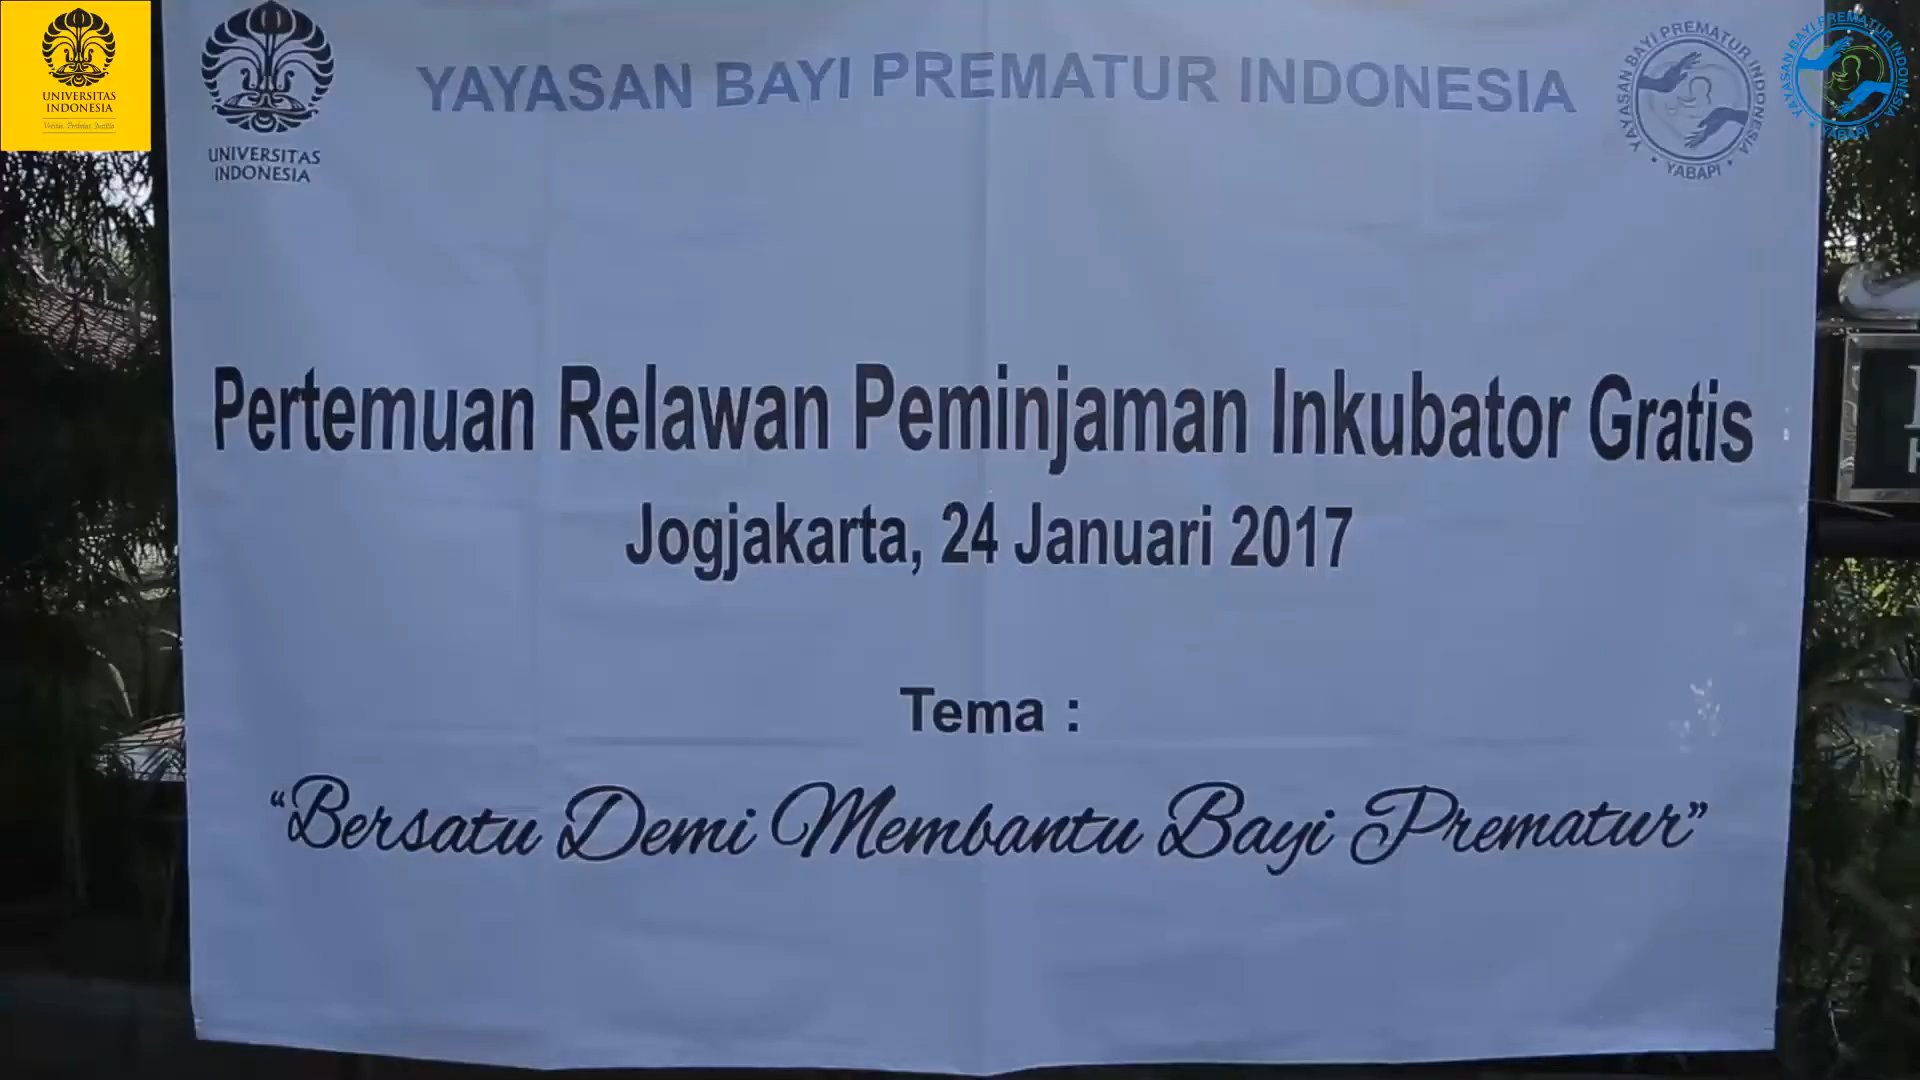 UNIVERSITAS
INDONESIA
Veritas, Probitas, Iustitia
UNIVERSITAS
INDONESIA
YAYASAN BAYI PREMATUR INDONESIA
YAYASAN BAYI PREMATUR INDONESIA
• YABAPI •
YAYASAN BAYI PREMATUR INDONESIA
• YABAPI •
Pertemuan Relawan Peminjaman Inkubator Gratis
Jogjakarta, 24 Januari 2017
Tema :
“Bersatu Demi Membantu Bayi Prematur”